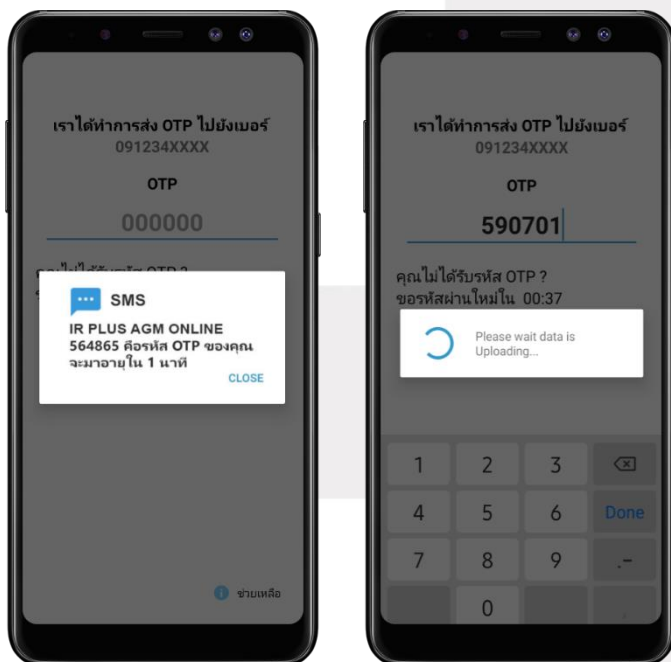 เราได้ทำการส่ง OTP ไปยังเบอร์
091234XXXX
OTP
000000
SMS
IR PLUS AGM ONLINE
564865 คือรหัส OTP ของคุณ
จะมาอายุใน 1 นาที
CLOSE
ช่วยเหลือ
เราได้ทำการส่ง OTP ไปยังเบอร์
091234XXXX
OTP
590701
คุณไม่ได้รับรหัส OTP ?
ขอรหัสผ่านใหม่ใน 00:37
Please wait data is
Uploading...
1 2 3
4 5 6 Done
7 8 9 .-
0 ,